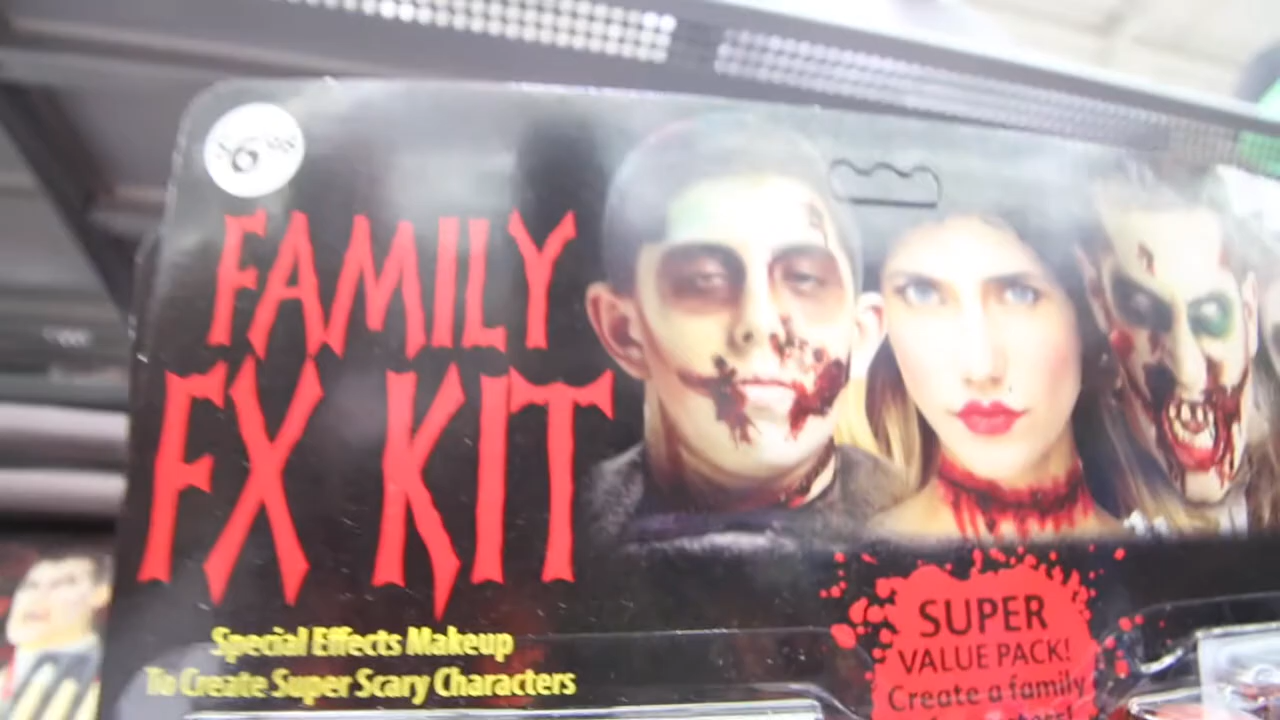 FAMILY
FX KIT
Special Effects Makeup
To Create Super Scary Characters
SUPER
VALUE PACK!
Create a family